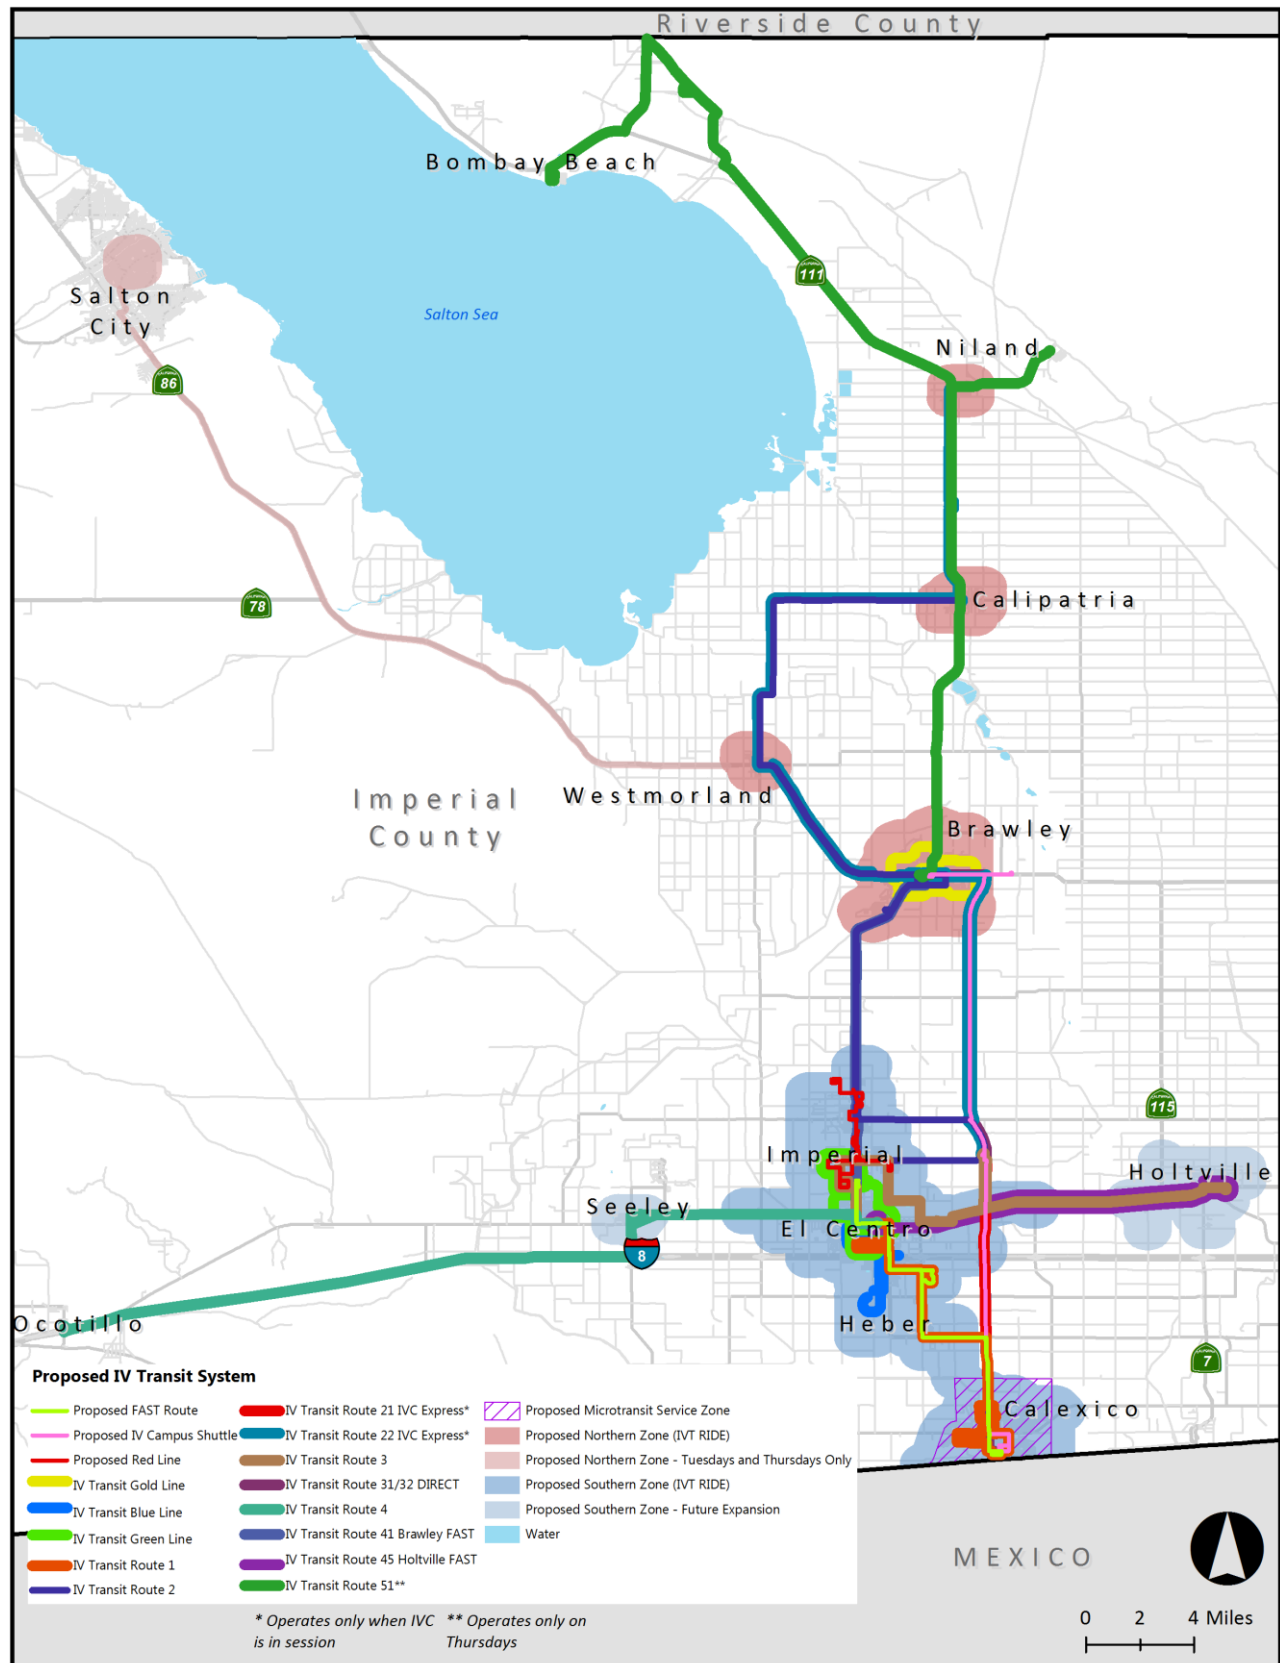 Riverside County
Bombay Beach
111
Salton
City
Salton Sea
Niland
86
78
Calipatria
Westmorland
Imperial
County
Brawley
115
Imperial
Holtville
Seeley
El Centro
8
Ocotillo
Heber
7
Calexico
MEXICO
Proposed IV Transit System
Proposed FAST Route
Proposed IV Campus Shuttle
Proposed Red Line
IV Transit Gold Line
IV Transit Blue Line
IV Transit Green Line
IV Transit Route 1
IV Transit Route 2
IV Transit Route 21 IVC Express*
IV Transit Route 22 IVC Express*
IV Transit Route 3
IV Transit Route 31/32 DIRECT
IV Transit Route 4
IV Transit Route 41 Brawley FAST
IV Transit Route 45 Holtville FAST
IV Transit Route 51**
Proposed Microtransit Service Zone
Proposed Northern Zone (IVT RIDE)
Proposed Northern Zone - Tuesdays and Thursdays Only
Proposed Southern Zone (IVT RIDE)
Proposed Southern Zone - Future Expansion
Water
* Operates only when IVC
is in session
** Operates only on
Thursdays
0 2 4 Miles